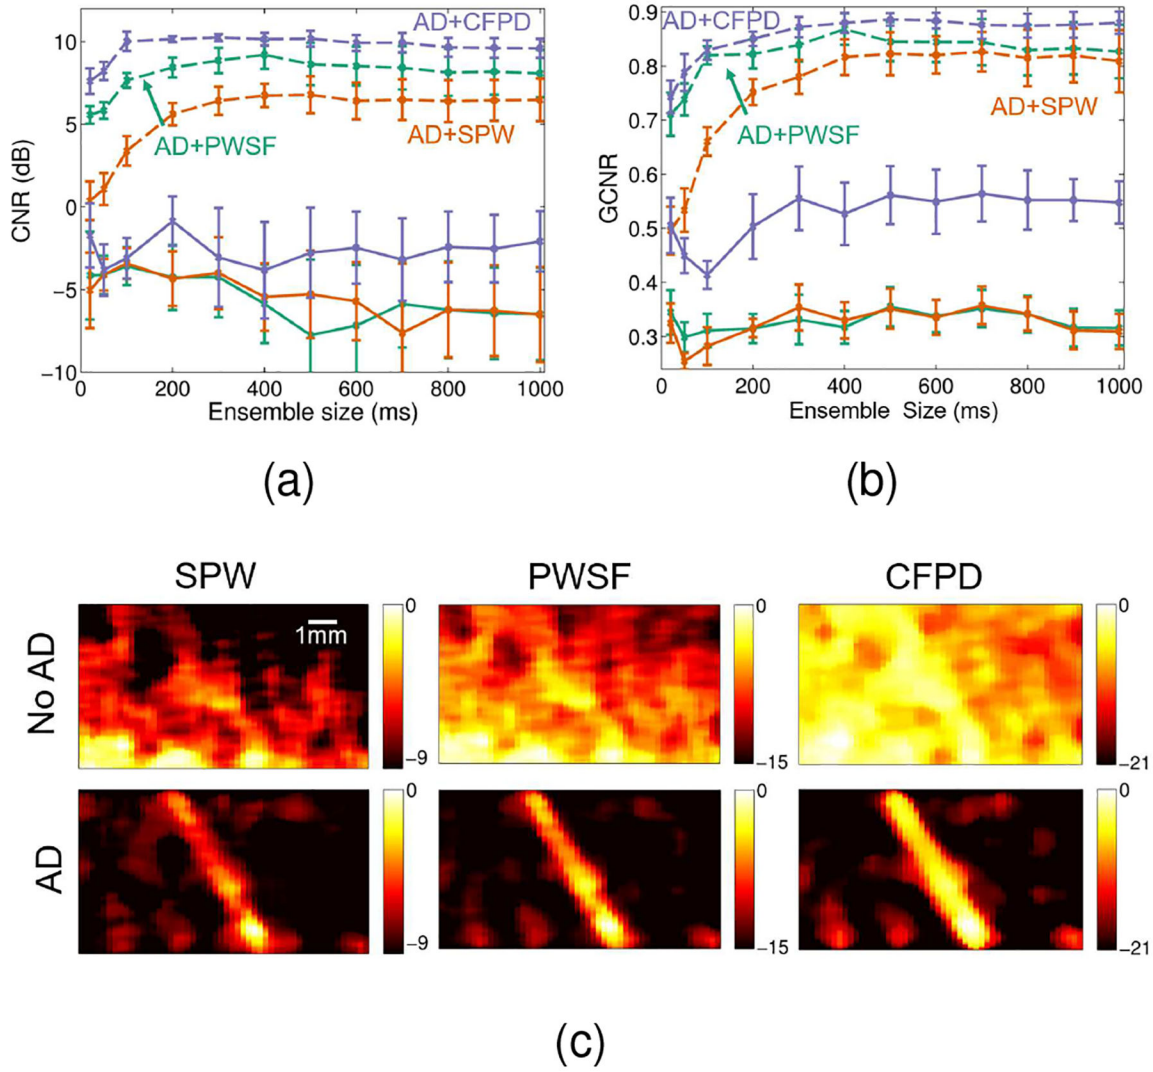 AD+CFPD
AD+PWSF
AD+SPW
CNR (dB)
10
5
0
−5
−10
0 200 400 600 800 1000
Ensemble size (ms)
(a)
AD+CFPD
AD+PWSF
AD+SPW
GCNR
0.9
0.8
0.7
0.6
0.5
0.4
0.3
0 200 400 600 800 1000
Ensemble Size (ms)
(b)
SPW PWSF CFPD
No AD
1mm
0 0 0
−9 −15 −21
AD
0 0 0
−9 −15 −21
(c)